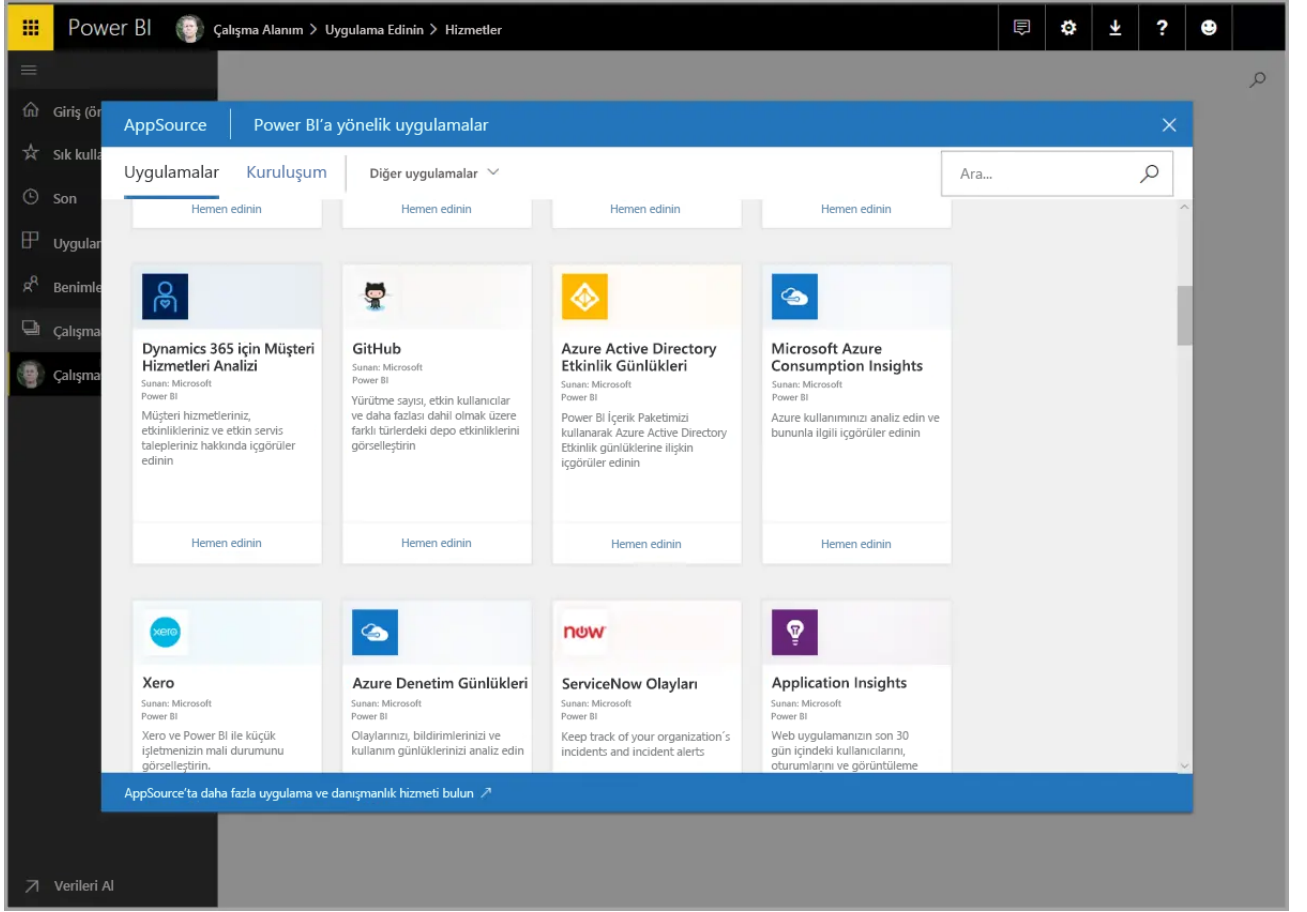 Power BI
Çalışma Alanım > Uygulama Edinin > Hizmetler
Giriş (ör
Sık kulla
Son
Uygular
Benimle
Çalışma
Çalışma
Verileri Al
AppSource
Power BI'a yönelik uygulamalar
Uygulamalar
Kuruluşum
Diğer uygulamalar
Ara...
Hemen edinin
Hemen edinin
Hemen edinin
Hemen edinin
Dynamics 365 için Müşteri
Hizmetleri Analizi
Sunan: Microsoft
Power BI
Müşteri hizmetleriniz,
etkinlikleriniz ve etkin servis
talepleriniz hakkında içgörüler
edinin
Hemen edinin
GitHub
Sunan: Microsoft
Power BI
Yürütme sayısı, etkin kullanıcılar
ve daha fazlası dahil olmak üzere
farklı türlerdeki depo etkinliklerini
görselleştirin
Hemen edinin
Azure Active Directory
Etkinlik Günlükleri
Sunan: Microsoft
Power BI
Power BI İçerik Paketimizi
kullanarak Azure Active Directory
Etkinlik günlüklerine ilişkin
içgörüler edinin
Hemen edinin
Microsoft Azure
Consumption Insights
Sunan: Microsoft
Power BI
Azure kullanımınızı analiz edin ve
bununla ilgili içgörüler edinin
Hemen edinin
xero
Xero
Sunan: Microsoft
Power BI
Xero ve Power BI ile küçük
işletmenizin mali durumunu
görselleştirin.
Azure Denetim Günlükleri
Sunan: Microsoft
Power BI
Olaylarınızı, bildirimlerinizi ve
kullanım günlüklerinizi analiz edin
now
ServiceNow Olayları
Sunan: Microsoft
Power BI
Keep track of your organization´s
incidents and incident alerts
Application Insights
Sunan: Microsoft
Power BI
Web uygulamanızın son 30
gün içindeki kullanıcılarını,
oturumlarını ve görüntüleme
AppSource'ta daha fazla uygulama ve danışmanlık hizmeti bulun